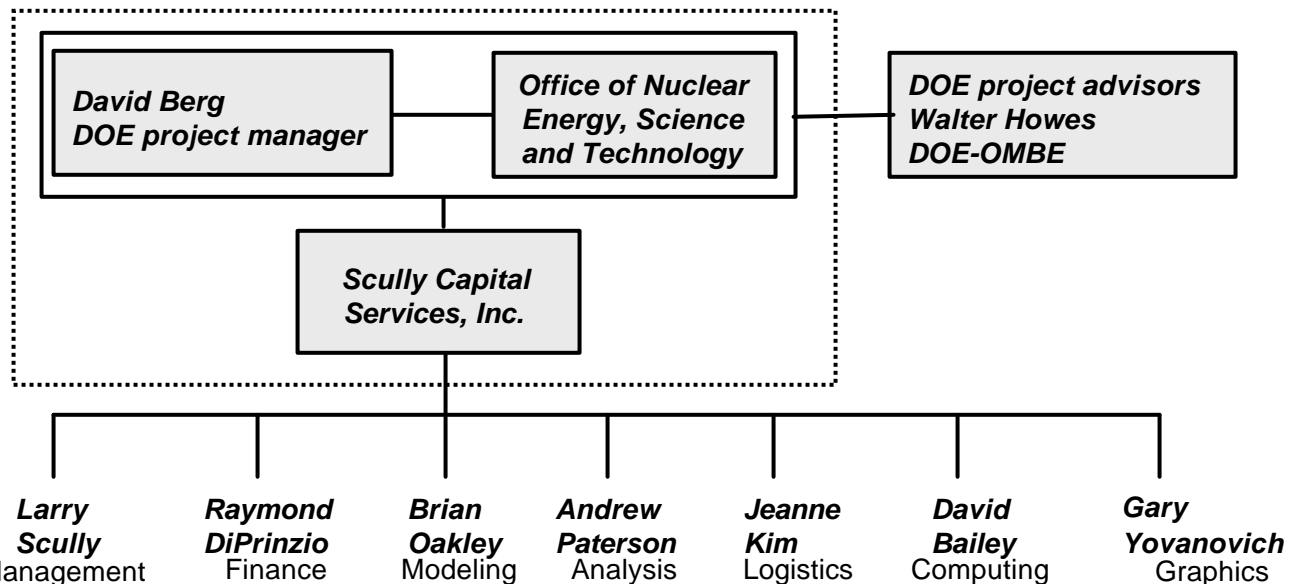 David Berg
DOE project manager
Office of Nuclear
Energy, Science
and Technology
DOE project advisors
Walter Howes
DOE-OMBE
Scully Capital
Services, Inc.
Larry
Scully
anagement
Raymond
DiPrinzio
Finance
Brian
Oakley
Modeling
Andrew
Paterson
Analysis
Jeanne
Kim
Logistics
David
Bailey
Computing
Gary
Yovanovich
Graphics